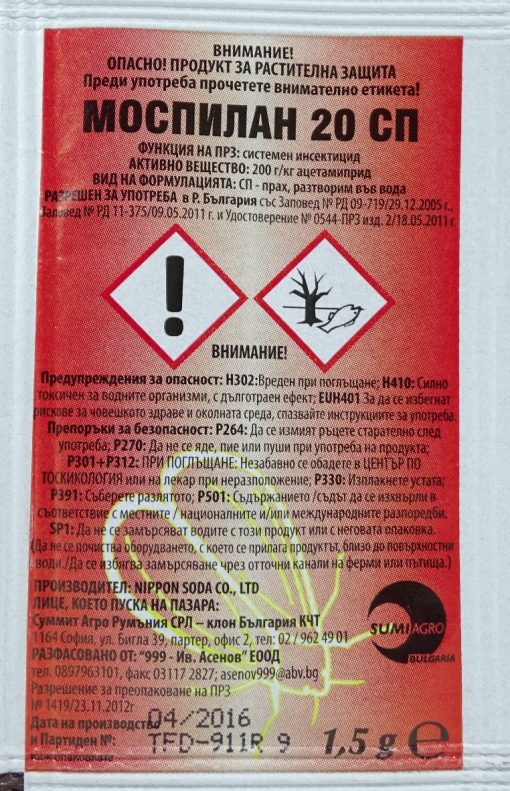 ВНИМАНИЕ!
ОПАСНО! ПРОДУКТ ЗА РАСТИТЕЛНА ЗАЩИТА
Преди употреба прочетете внимателно етикета!
МОСПИЛАН 20 СП
ФУНКЦИЯ НА ПРЗ: системен инсектицид
АКТИВНО ВЕЩЕСТВО: 200 г/кг ацетамиприд
ВИД НА ФОРМУЛАЦИЯТА: СП - прах, разтворим във вода
РАЗРЕШЕН ЗА УПОТРЕБА в Р. България със Заповед № РД 09-719/29.12.2005 г.,
Заповед № РД 11-375/09.05.2011 г. и Удостоверение № 0544-ПРЗ изд. 2/18.05.2011 г.
ВНИМАНИЕ!
Предупреждения за опасност: H302:Вреден при поглъщане; H410: Силно
токсичен за водните организми, с дълготраен ефект; EUH401 За да се избегнат
рискове за човешкото здраве и околната среда, спазвайте инструкциите за употреба.
Препоръки за безопасност: P264: Да се измият ръцете старателно след
употреба; P270: Да не се яде, пие или пуши при употреба на продукта;
P301+P312: ПРИ ПОГЛЪЩАНЕ: Незабавно се обадете в ЦЕНТЪР ПО
ТОСКИКОЛОГИЯ или на лекар при неразположение; P330: Изплакнете устата;
P391: Съберете разлятото; P501: Съдържанието /съдът да се изхвърли в
съответствие с местните / националните и/или международните разпоредби.
SP1: Да не се замърсяват водите с този продукт или с неговата опаковка.
(Да не се почиства оборудването, с което се прилага продуктът, близо до повърхностни
води./Да се избягва замърсяване чрез отточни канали на ферми или пътища.)
ПРОИЗВОДИТЕЛ: NIPPON SODA CO., LTD
ЛИЦЕ, КОЕТО ПУСКА НА ПАЗАРА:
Суммит Агро Румъния СРЛ – клон България КЧТ
1164 София, ул. Бигла 39, партер, офис 2, тел: 02 / 962 49 01
SUMI AGRO
BULGARIA
РАЗФАСОВАНО ОТ: "999 - Ив. Асенов" ЕООД
тел. 0897963101, факс 03117 2827; asenov999@abv.bg
Разрешение за преопаковане на ПРЗ
№ 1419/23.11.2012г
Дата на производство 04/2016
и Партиден №: TFD-911R 9
1,5 g e
виж опаковката